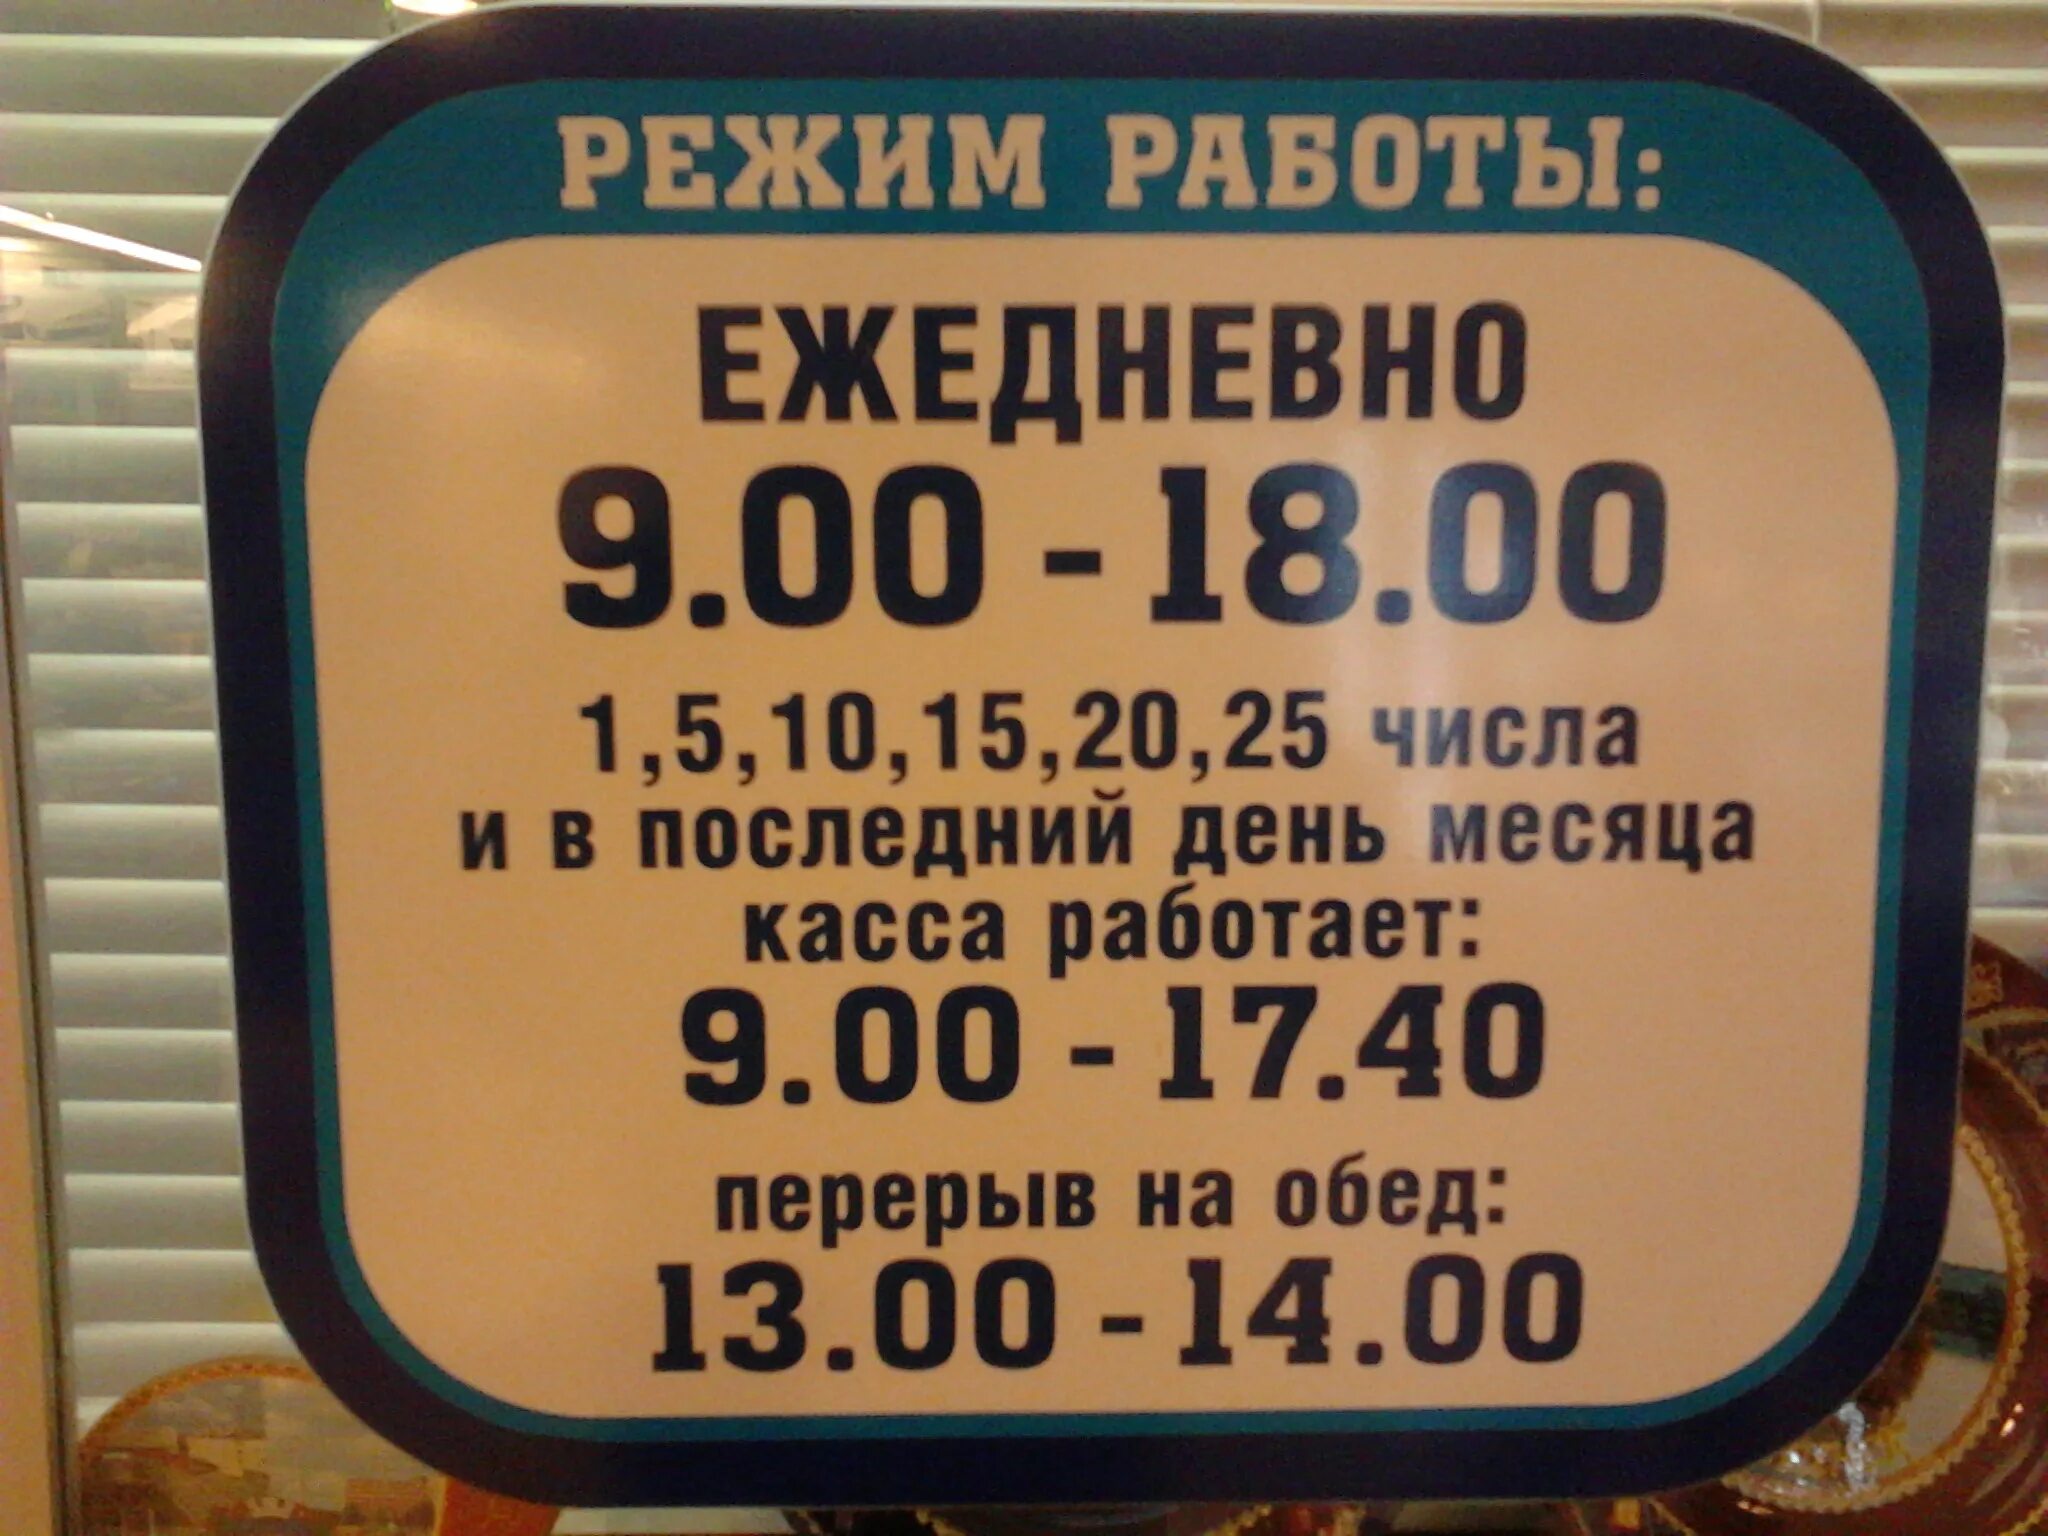 РЕЖИМ РАБОТЫ:
ЕЖЕДНЕВНО
9.00 - 18.00
1,5,10,15,20,25 числа
и в последний день месяца
касса работает:
9.00 - 17.40
перерыв на обед:
13.00 - 14.00